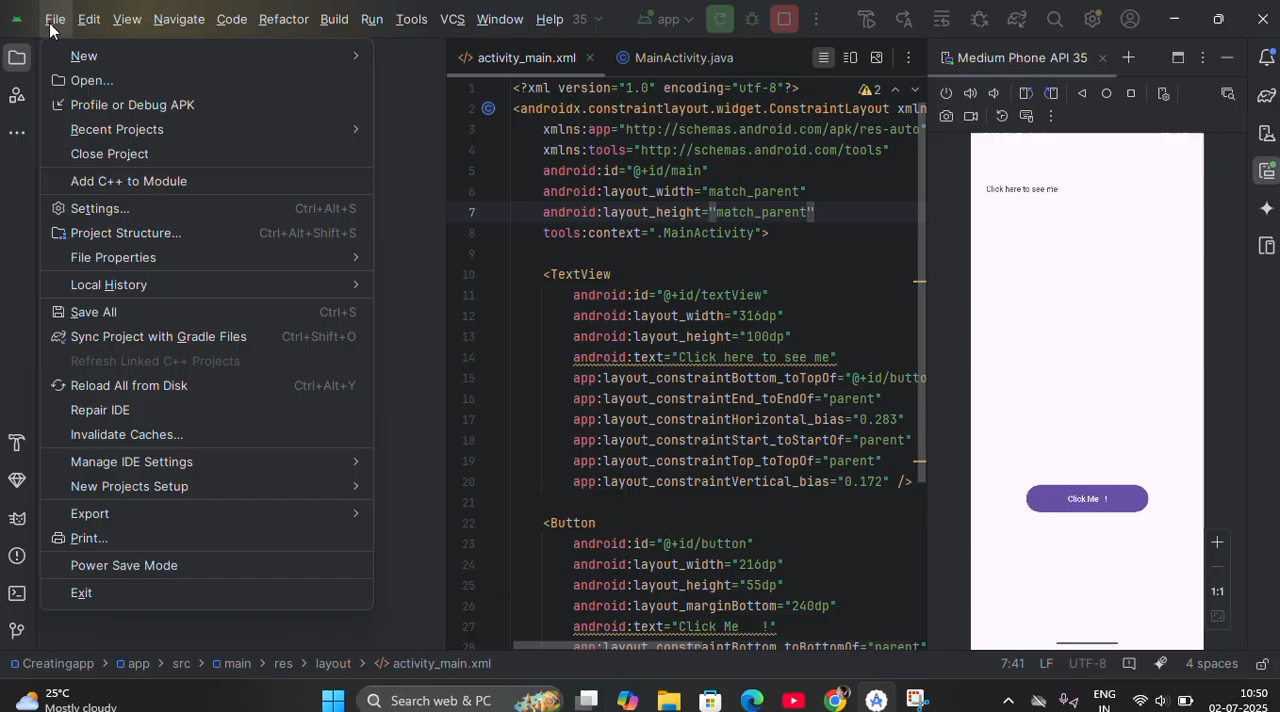 File Edit View Navigate Code Refactor Build Run Tools VCS Window Help 35 app
New
Open...
Profile or Debug APK
Recent Projects
Close Project
Add C++ to Module
Settings... Ctrl+Alt+S
Project Structure... Ctrl+Alt+Shift+S
File Properties
Local History
Save All Ctrl+S
Sync Project with Gradle Files Ctrl+Shift+O
Refresh Linked C++ Projects
Reload All from Disk Ctrl+Alt+Y
Repair IDE
Invalidate Caches...
Manage IDE Settings
New Projects Setup
Export
Print...
Power Save Mode
Exit
activity_main.xml MainActivity.java
2
1 <?xml version="1.0" encoding="utf-8"?>
2 <androidx.constraintlayout.widget.ConstraintLayout xmln
3 xmlns:app="http://schemas.android.com/apk/res-auto"
4 xmlns:tools="http://schemas.android.com/tools"
5 android:id="@+id/main"
6 android:layout_width="match_parent"
7 android:layout_height="match_parent"
8 tools:context=".MainActivity">
9
10 <TextView
11 android:id="@+id/textView"
12 android:layout_width="316dp"
13 android:layout_height="100dp"
14 android:text="Click here to see me"
15 app:layout_constraintBottom_toTopOf="@+id/butto
16 app:layout_constraintEnd_toEndOf="parent"
17 app:layout_constraintHorizontal_bias="0.283"
18 app:layout_constraintStart_toStartOf="parent"
19 app:layout_constraintTop_toTopOf="parent"
20 app:layout_constraintVertical_bias="0.172" />
21
22 <Button
23 android:id="@+id/button"
24 android:layout_width="216dp"
25 android:layout_height="55dp"
26 android:layout_marginBottom="240dp"
27 android:text="Click Me   !"
28 app:layout_constraintBottom_toBottomOf="parent"
Medium Phone API 35
Click here to see me
Click Me !
1:1
Creatingapp > app > src > main > res > layout > activity_main.xml
7:41 LF UTF-8 4 spaces
25°C
Mostly cloudy
Search web & PC
ENG
IN
10:50
02-07-2025